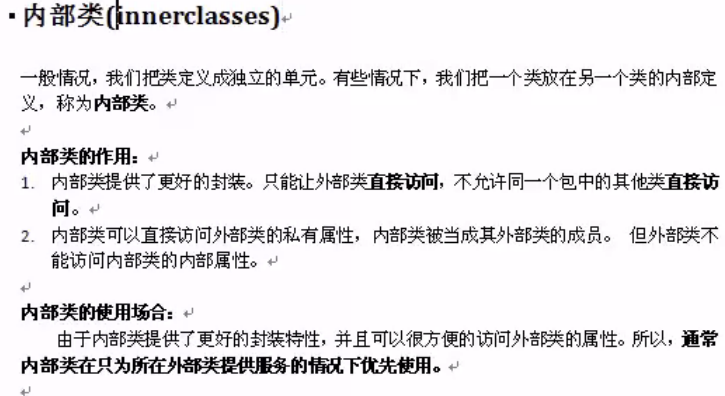 内部类(innerclasses)
一般情况，我们把类定义成独立的单元。有些情况下，我们把一个类放在另一个类的内部定
义，称为内部类。
内部类的作用：
1. 内部类提供了更好的封装。只能让外部类直接访问，不允许同一个包中的其他类直接访
问。
2. 内部类可以直接访问外部类的私有属性，内部类被当成其外部类的成员。 但外部类不
能访问内部类的内部属性。
内部类的使用场合：
由于内部类提供了更好的封装特性，并且可以很方便的访问外部类的属性。所以，通常
内部类在只为所在外部类提供服务的情况下优先使用。